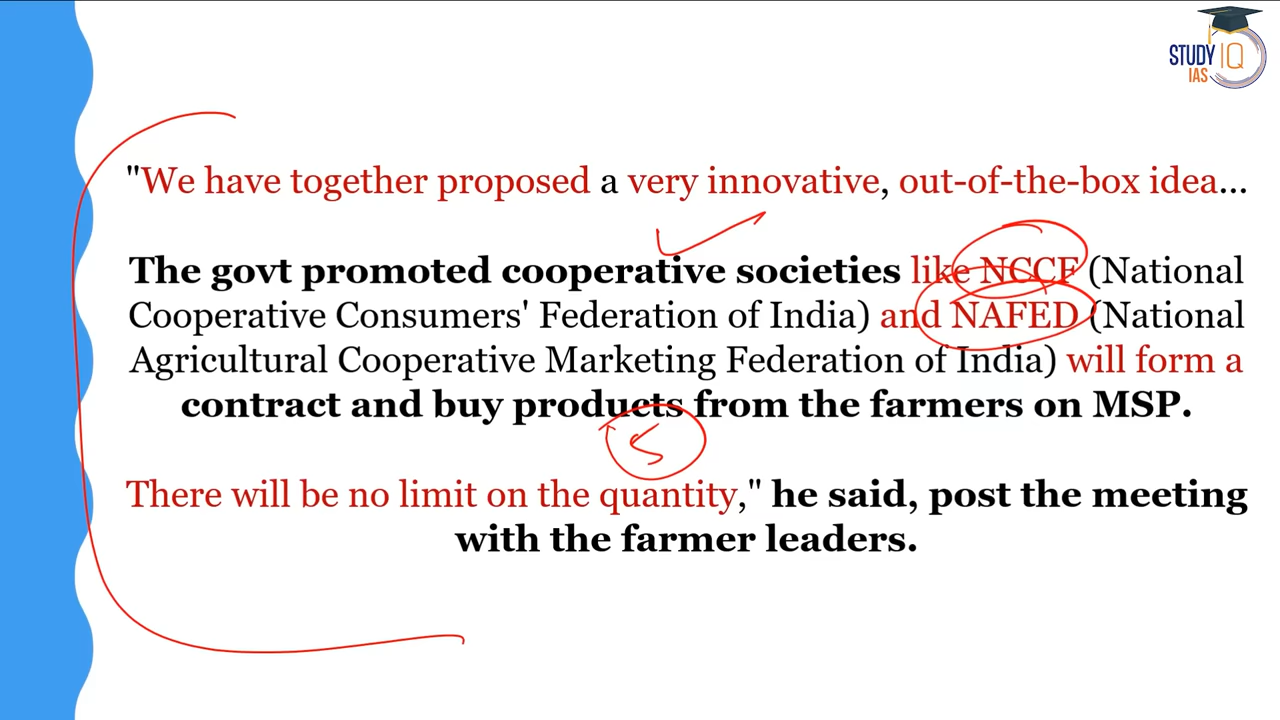 STUDY IQ
IAS
"We have together proposed a very innovative, out-of-the-box idea...
The govt promoted cooperative societies like NCCF (National
Cooperative Consumers' Federation of India) and NAFED (National
Agricultural Cooperative Marketing Federation of India) will form a
contract and buy products from the farmers on MSP.
5
There will be no limit on the quantity," he said, post the meeting
with the farmer leaders.